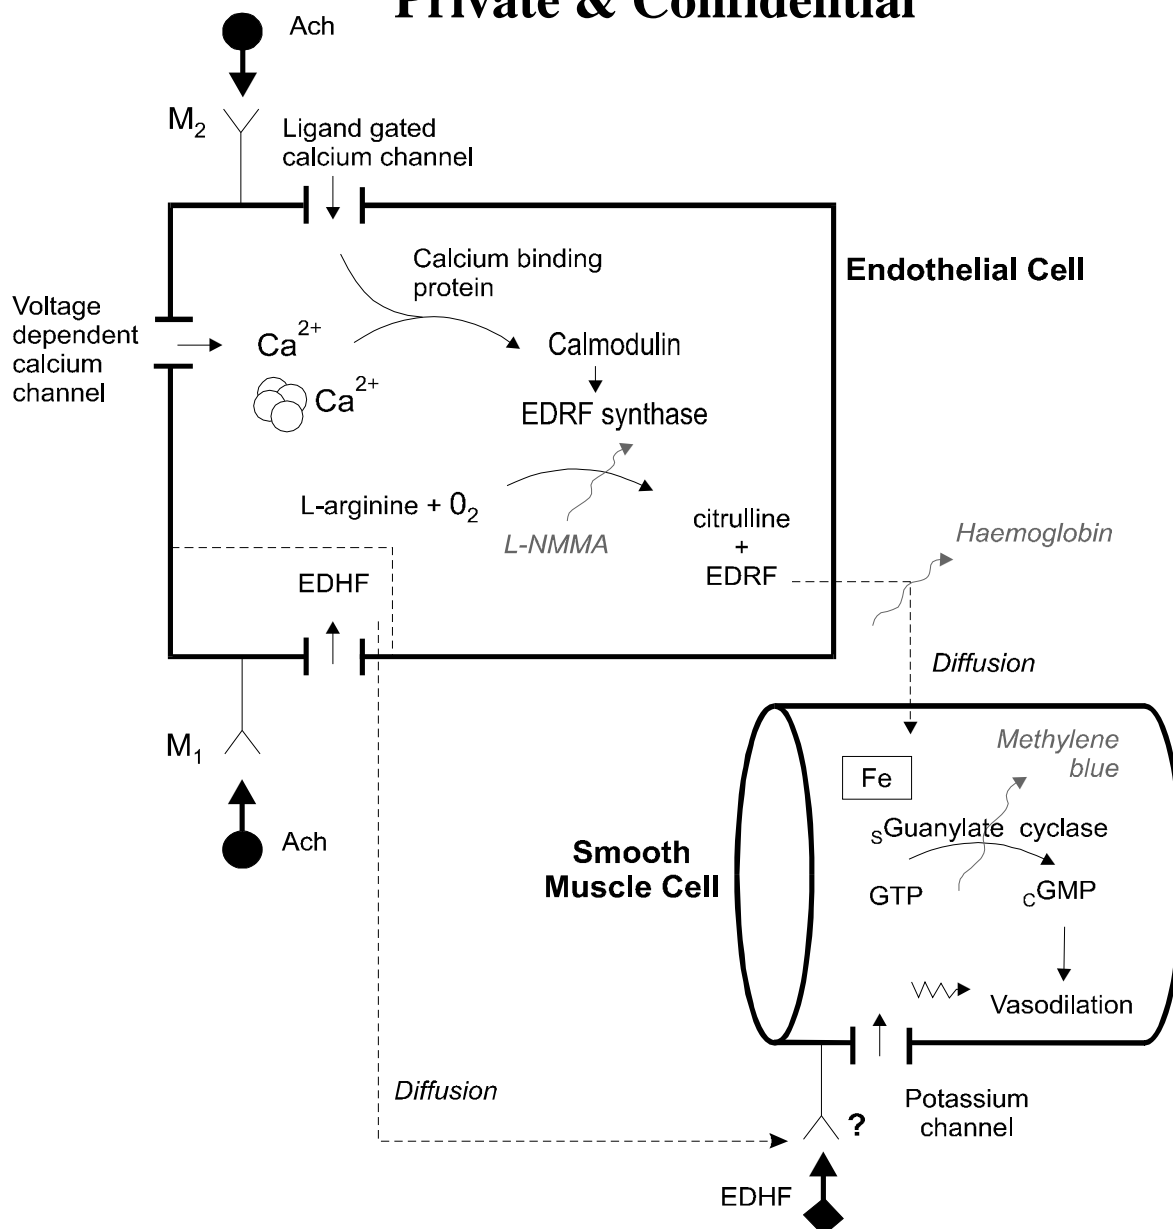 Private & Confidential
Ach
M2
Ligand gated
calcium channel
Calcium binding
protein
Endothelial Cell
Voltage
dependent
calcium
channel
Ca2+
Calmodulin
Ca2+
EDRF synthase
L-arginine + 02
L-NMMA
citrulline
+
EDRF
Haemoglobin
EDHF
Diffusion
M1
Ach
Methylene
blue
Fe
sGuanylate cyclase
Smooth
Muscle Cell
GTP
cGMP
Vasodilation
Diffusion
Potassium
channel
?
EDHF